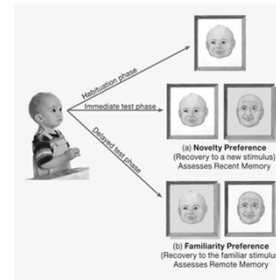 Habituation phase
Immediate test phase
Delayed test phase
(a) Novelty Preference
(Recovery to a new stimulus)
Assesses Recent Memory
(b) Familiarity Preference
(Recovery to the familiar stimulu
Assesses Remote Memory